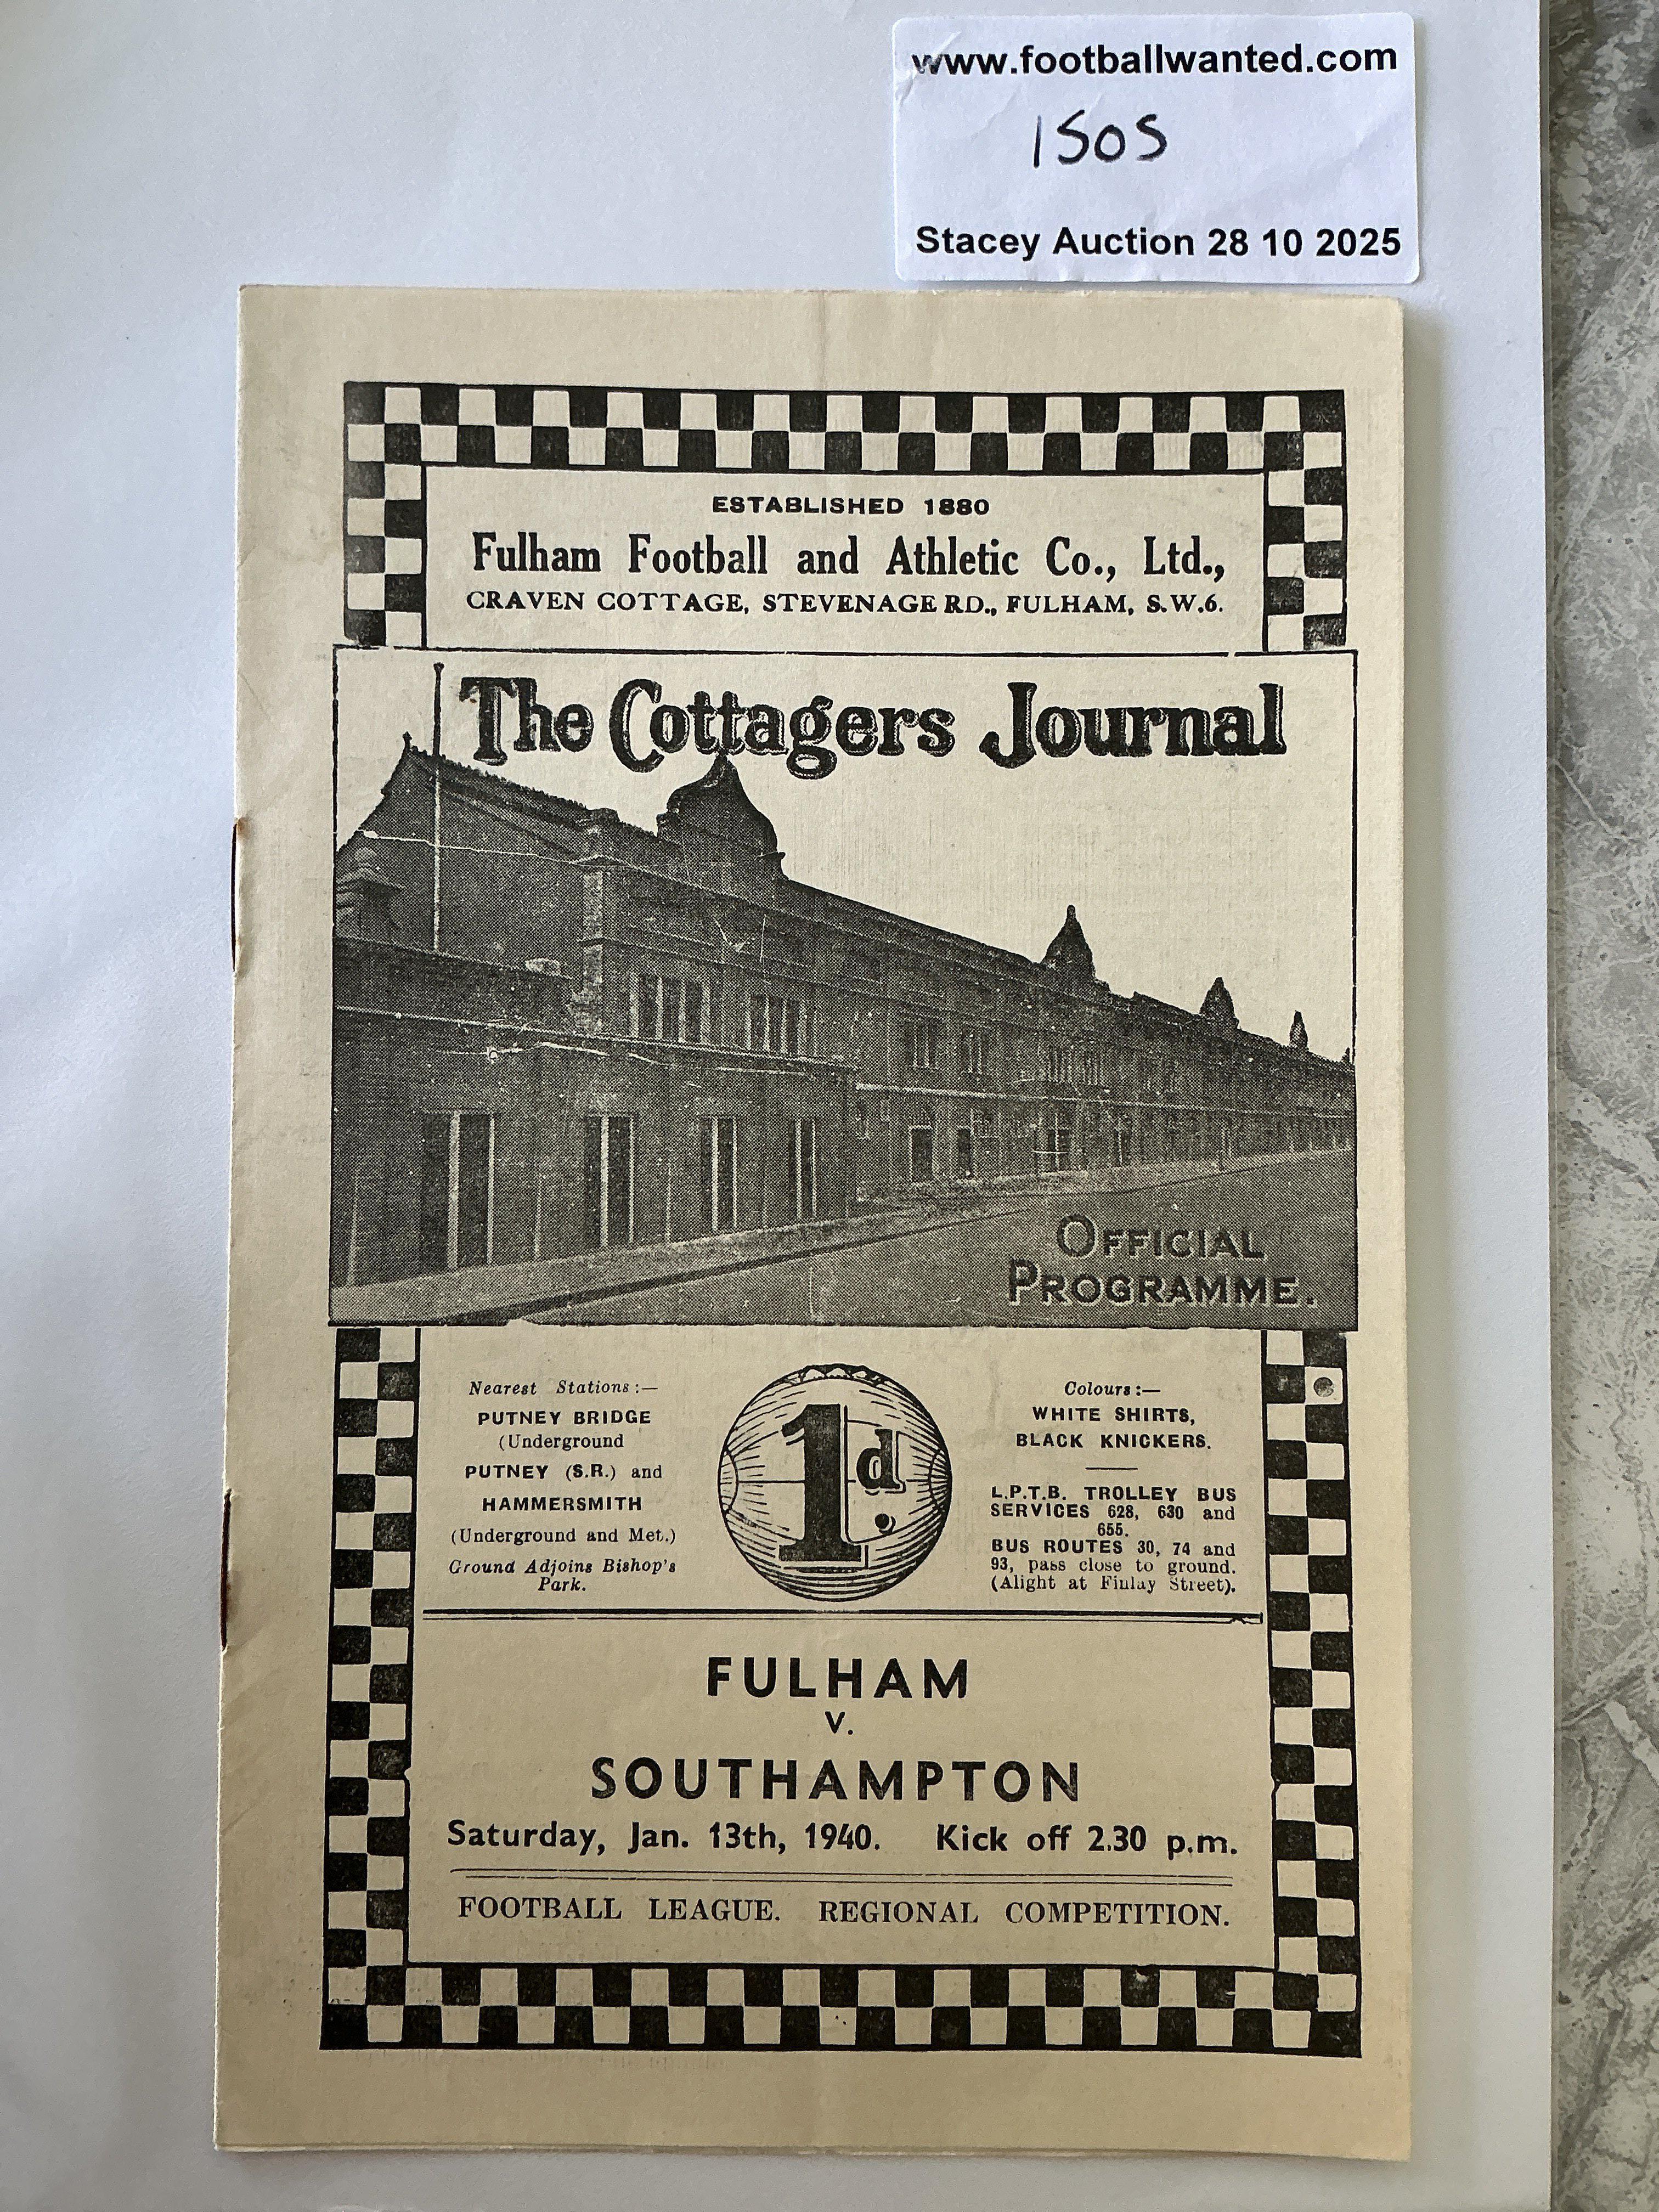 www.footballwanted.com
1505
Stacey Auction 28 10 2025
ESTABLISHED 1880
Fulham Football and Athletic Co., Ltd.,
CRAVEN COTTAGE, STEVENAGE RD., FULHAM, S.W.6.
The Cottagers Journal
OFFICIAL
PROGRAMME.
Nearest Stations:—
PUTNEY BRIDGE
(Underground
PUTNEY (S.R.) and
HAMMERSMITH
(Underground and Met.)
Ground Adjoins Bishop's
Park.
1d.
Colours:—
WHITE SHIRTS,
BLACK KNICKERS.
L.P.T.B. TROLLEY BUS
SERVICES 628, 630 and
655.
BUS ROUTES 30, 74 and
93, pass close to ground.
(Alight at Finlay Street).
FULHAM
V.
SOUTHAMPTON
Saturday, Jan. 13th, 1940. Kick off 2.30 p.m.
FOOTBALL LEAGUE. REGIONAL COMPETITION.